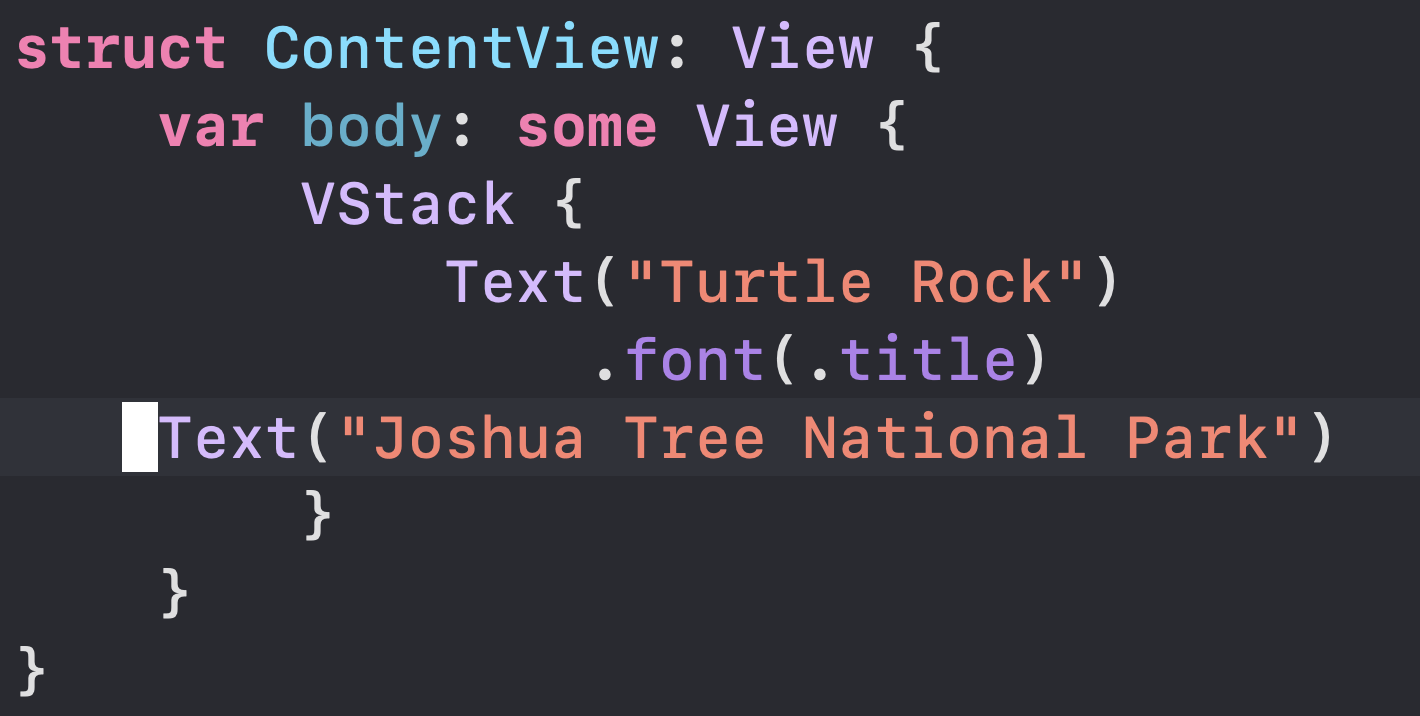 struct ContentView: View {
    var body: some View {
        VStack {
            Text("Turtle Rock")
                .font(.title)
    Text("Joshua Tree National Park")
        }
    }
}